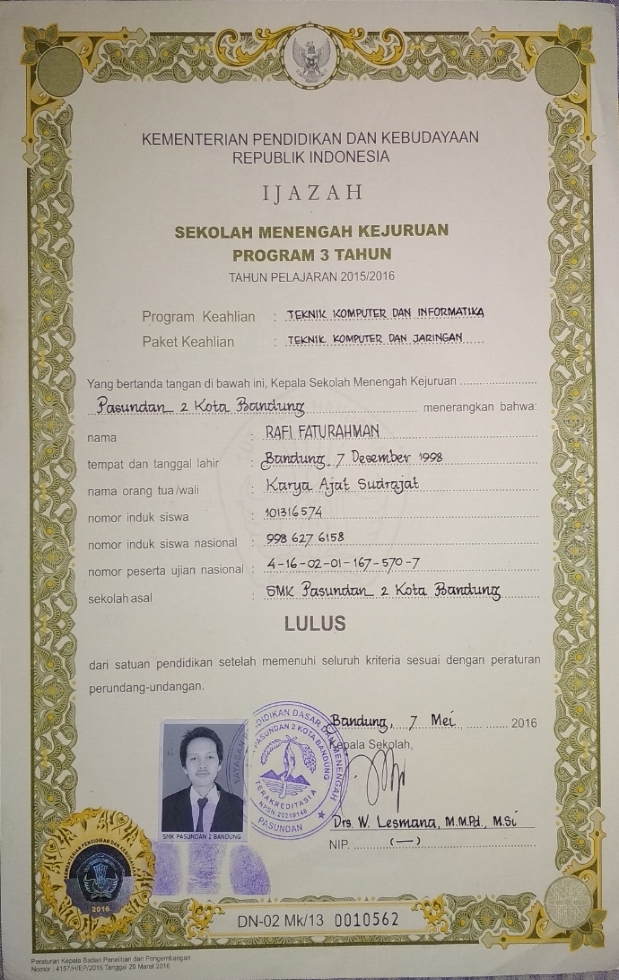 KEMENTERIAN PENDIDIKAN DAN KEBUDAYAAN
REPUBLIK INDONESIA
IJAZAH
SEKOLAH MENENGAH KEJURUAN
PROGRAM 3 TAHUN
TAHUN PELAJARAN 2015/2016
Program Keahlian : TEKNIK KOMPUTER DAN INFORMATIKA
Paket Keahlian : TEKNIK KOMPUTER DAN JARINGAN
Yang bertanda tangan di bawah ini, Kepala Sekolah Menengah Kejuruan
Pasundan 2 Kota Bandung menerangkan bahwa:
nama : RAFI FATURAHMAN
tempat dan tanggal lahir : Bandung, 7 Desember 1998
nama orang tua/wali : Karya Ajat Sudrajat
nomor induk siswa : 101316574
nomor induk siswa nasional : 998 627 6158
nomor peserta ujian nasional : 4-16-02-01-167-570-7
sekolah asal : SMK Pasundan 2 Kota Bandung
LULUS
dari satuan pendidikan setelah memenuhi seluruh kriteria sesuai dengan peraturan
perundang-undangan.
Bandung, 7 Mei 2016
Kepala Sekolah,
YAYASAN PENDIDIKAN DASAR DAN MENENGAH
PASUNDAN 2 KOTA BANDUNG
TERAKREDITASI A
PASUNDAN
SMK PASUNDAN 2 BANDUNG
Drs. W. Lesmana, M.M.Pd., M.Si
NIP. (—)
2016
DN-02 Mk/13 0010562
Peraturan Kepala Badan Penelitian dan Pengembangan
Nomor : 4157/H/EP/2016 Tanggal 26 Maret 2016